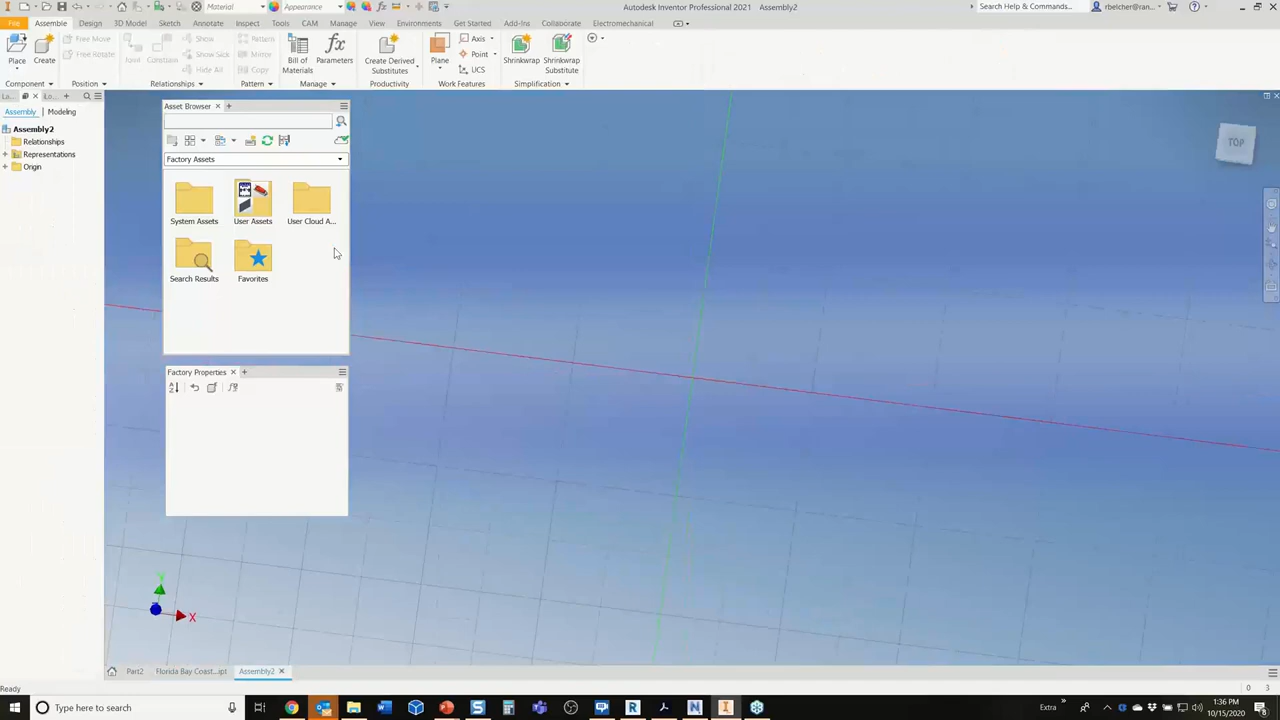 Material
Appearance
Autodesk Inventor Professional 2021 Assembly2
Search Help & Commands...
rbelcher@ran...
File Assemble Design 3D Model Sketch Annotate Inspect Tools CAM Manage View Environments Get Started Add-Ins Collaborate Electromechanical
Place
Create
Free Move
Free Rotate
Joint
Constrain
Show
Show Sick
Hide All
Pattern
Mirror
Copy
Bill of
Materials
Parameters
Create Derived
Substitutes
Plane
Axis
Point
UCS
Shrinkwrap
Shrinkwrap
Substitute
Component Position Relationships Pattern Manage Productivity Work Features Simplification
Assembly Modeling
Assembly2
Relationships
Representations
Origin
Asset Browser
Factory Assets
System Assets
User Assets
User Cloud A...
Search Results
Favorites
Factory Properties
TOP
Y
X
Part2 Florida Bay Coast...ipt Assembly2
Ready
0 3
Type here to search
Extra
1:36 PM
10/15/2020